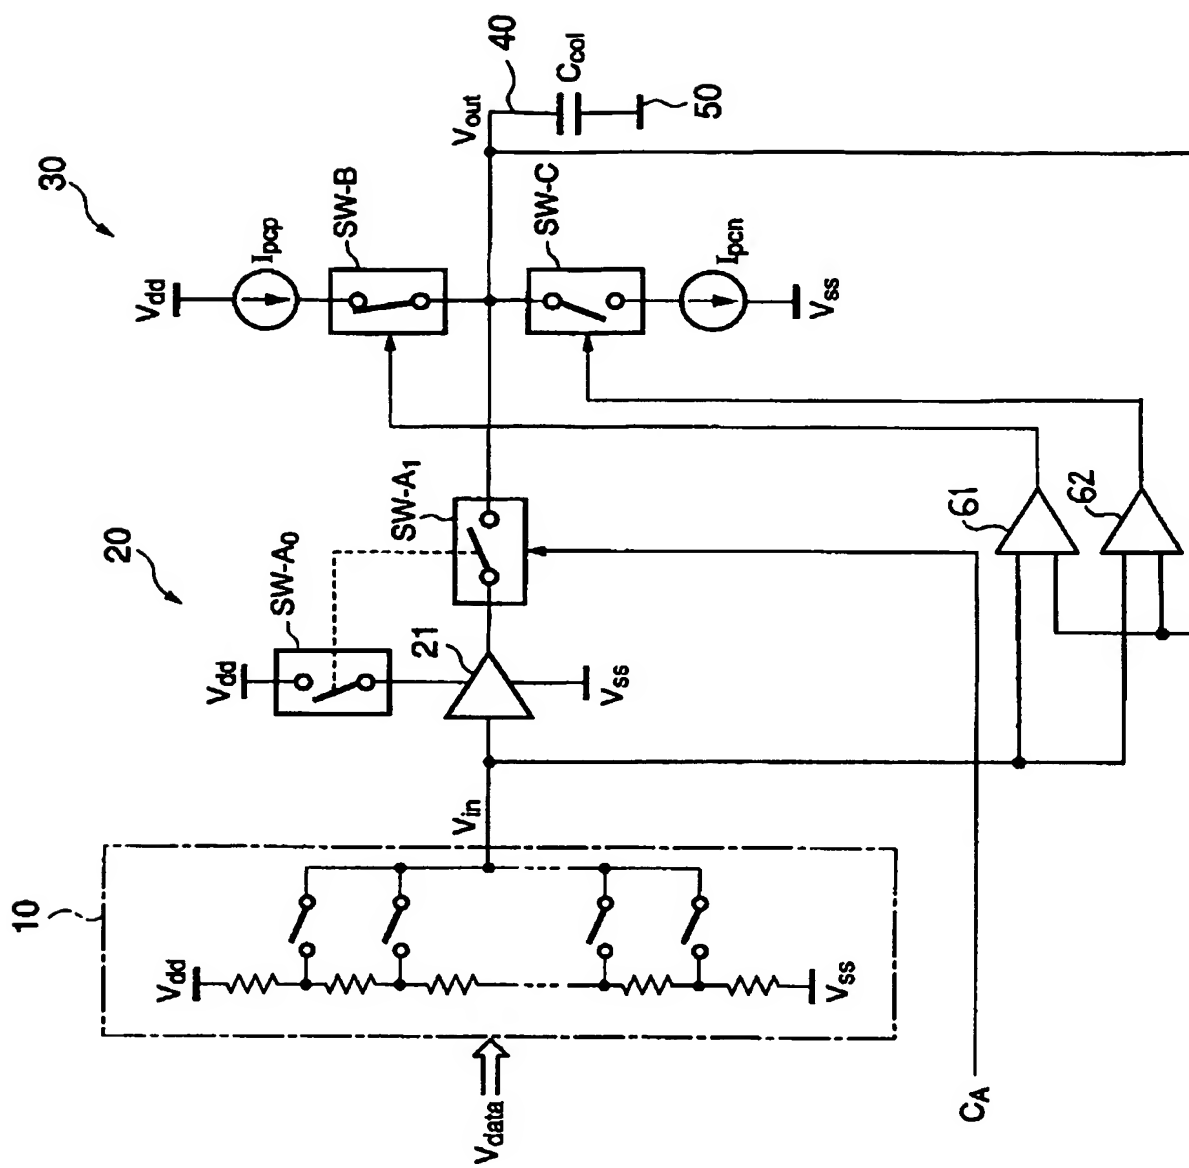 30
20
10
Vdd
Ipcp
SW-B
Vout
40
Ccol
50
SW-C
Ipcn
Vss
Vdd
SW-A0
SW-A1
21
Vss
Vin
Vdd
Vss
Vdata
61
62
CA